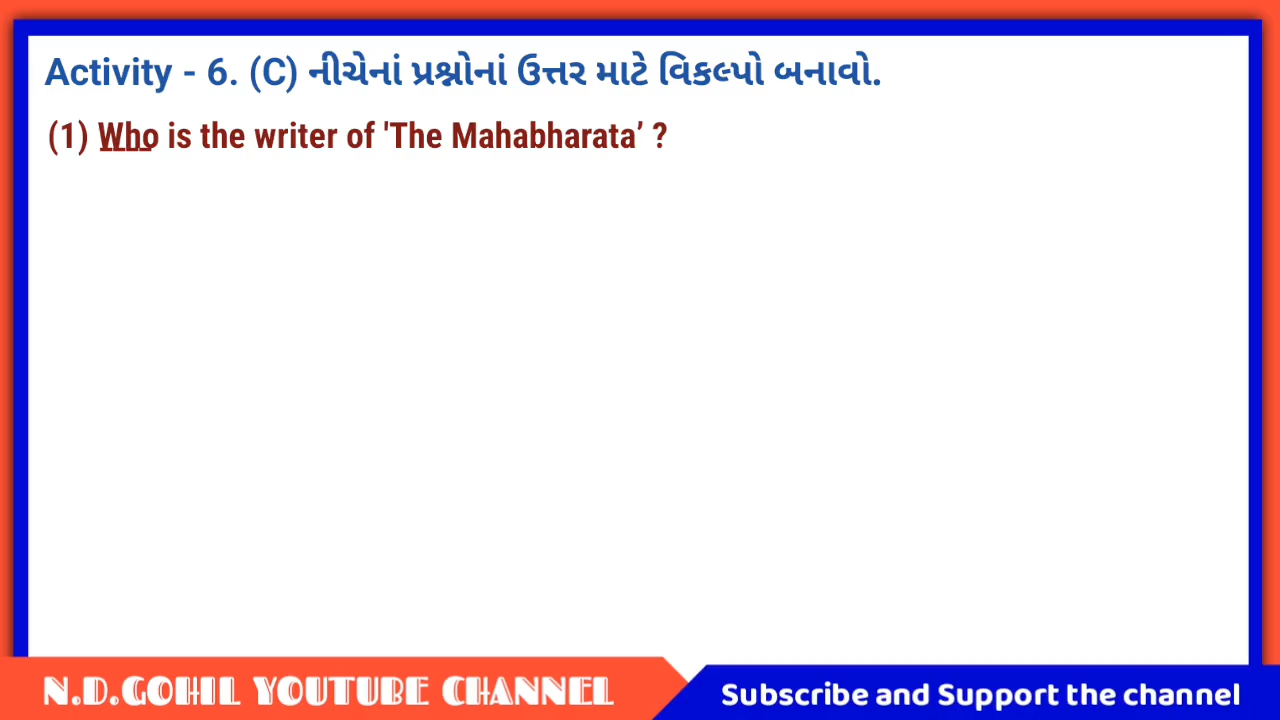 Activity - 6. (C) નીચેનાં પ્રશ્નોનાં ઉત્તર માટે વિકલ્પો બનાવો.
(1) Who is the writer of 'The Mahabharata’ ?
N.D.GOHIL YOUTUBE CHANNEL
Subscribe and Support the channel